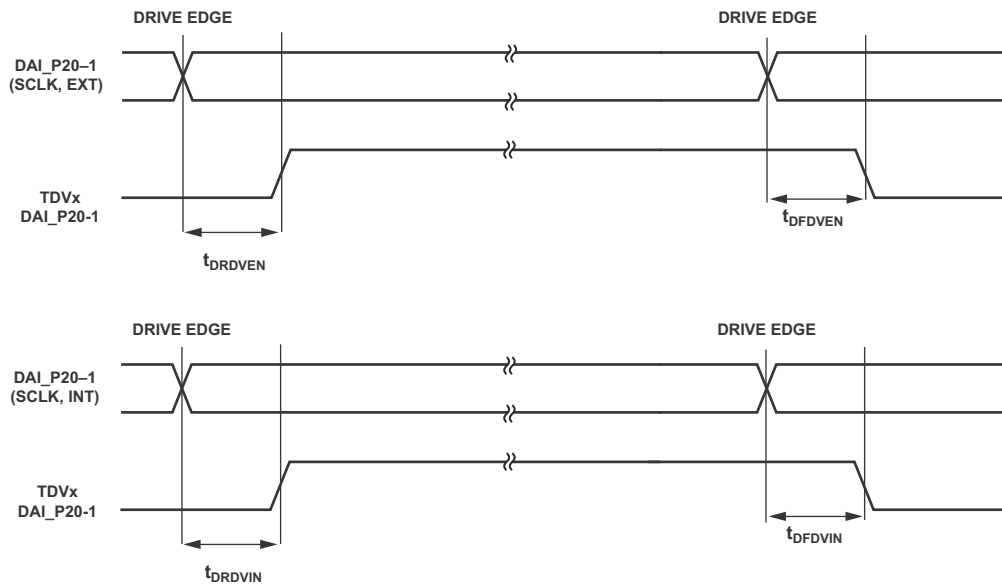 DRIVE EDGE DRIVE EDGE
DAI_P20–1
(SCLK, EXT)
TDVx
DAI_P20-1
tDFDVEN
tDRDVEN
DRIVE EDGE DRIVE EDGE
DAI_P20–1
(SCLK, INT)
TDVx
DAI_P20-1
tDFDVIN
tDRDVIN